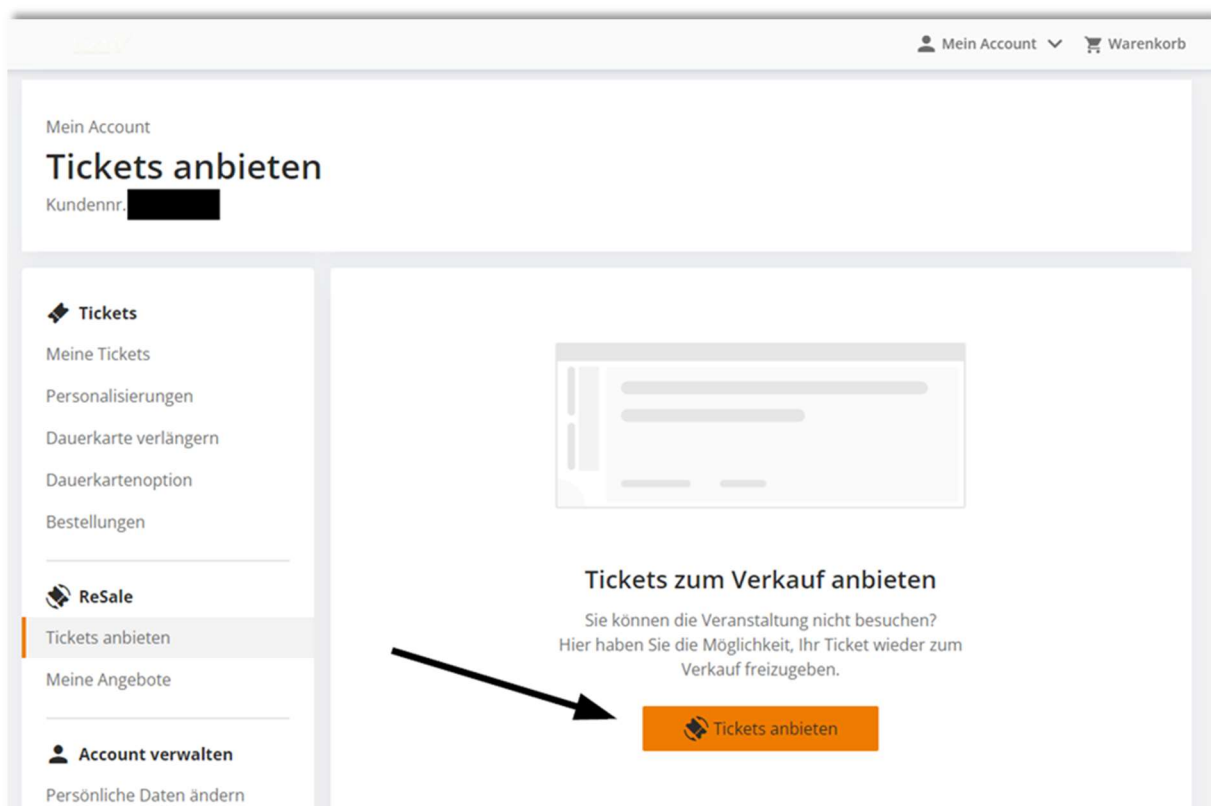 Mein Account
Warenkorb
Mein Account
Tickets anbieten
Kundennr.
Tickets
Meine Tickets
Personalisierungen
Dauerkarte verlängern
Dauerkartenoption
Bestellungen
ReSale
Tickets anbieten
Meine Angebote
Account verwalten
Persönliche Daten ändern
Tickets zum Verkauf anbieten
Sie können die Veranstaltung nicht besuchen?
Hier haben Sie die Möglichkeit, Ihr Ticket wieder zum
Verkauf freizugeben.
Tickets anbieten